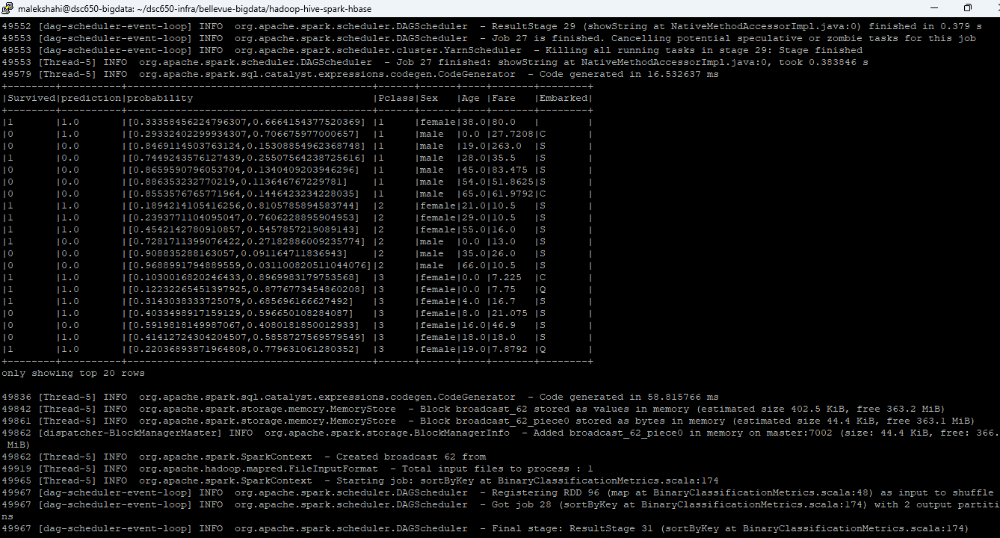 malekshahi@dsc650-bigdata: ~/dsc650-infra/bellevue-bigdata/hadoop-hive-spark-hbase
49552 [dag-scheduler-event-loop] INFO  org.apache.spark.scheduler.DAGScheduler  - ResultStage 29 (showString at NativeMethodAccessorImpl.java:0) finished in 0.379 s
49553 [dag-scheduler-event-loop] INFO  org.apache.spark.scheduler.DAGScheduler  - Job 27 is finished. Cancelling potential speculative or zombie tasks for this job
49553 [dag-scheduler-event-loop] INFO  org.apache.spark.scheduler.cluster.YarnScheduler  - Killing all running tasks in stage 29: Stage finished
49553 [Thread-5] INFO  org.apache.spark.scheduler.DAGScheduler  - Job 27 finished: showString at NativeMethodAccessorImpl.java:0, took 0.383846 s
49579 [Thread-5] INFO  org.apache.spark.sql.catalyst.expressions.codegen.CodeGenerator  - Code generated in 16.532637 ms
+--------+----------+-----------------------------------------+------+------+----+-------+--------+
|Survived|prediction|probability                              |Pclass|Sex   |Age |Fare   |Embarked|
+--------+----------+-----------------------------------------+------+------+----+-------+--------+
|1       |1.0       |[0.33358456224796307,0.6664154377520369] |1     |female|38.0|80.0   |        |
|0       |1.0       |[0.29332402299934307,0.706675977000657]  |1     |male  |0.0 |27.7208|C       |
|0       |0.0       |[0.8469114503763124,0.15308854962368748] |1     |male  |19.0|263.0  |S       |
|1       |0.0       |[0.7449243576127439,0.25507564238725616] |1     |male  |28.0|35.5   |S       |
|0       |0.0       |[0.8659590796053704,0.1340409203946296]  |1     |male  |45.0|83.475 |S       |
|0       |0.0       |[0.886353232770219,0.113646767229781]    |1     |male  |54.0|51.8625|S       |
|0       |0.0       |[0.8553576765771964,0.1446423234228035]  |1     |male  |65.0|61.9792|C       |
|1       |1.0       |[0.1894214105416256,0.8105785894583744]  |2     |female|21.0|10.5   |S       |
|1       |1.0       |[0.2393771104095047,0.7606228895904953]  |2     |female|29.0|10.5   |S       |
|1       |1.0       |[0.4542142780910857,0.5457857219089143]  |2     |female|55.0|16.0   |S       |
|1       |0.0       |[0.7281711399076422,0.27182886009235774] |2     |male  |0.0 |13.0   |S       |
|0       |0.0       |[0.908835288163057,0.091164711836943]    |2     |male  |35.0|26.0   |S       |
|0       |0.0       |[0.9688991794889559,0.031100820511044076]|2     |male  |66.0|10.5   |S       |
|1       |1.0       |[0.1030016820246433,0.8969983179753568]  |3     |female|0.0 |7.225  |C       |
|1       |1.0       |[0.12232265451397925,0.8776773454860208] |3     |female|0.0 |7.75   |Q       |
|1       |1.0       |[0.3143038333725079,0.685696166627492]   |3     |female|4.0 |16.7   |S       |
|0       |1.0       |[0.4033498917159129,0.596650108284087]   |3     |female|8.0 |21.075 |S       |
|0       |0.0       |[0.5919818149987067,0.4080181850012933]  |3     |female|16.0|46.9   |S       |
|0       |1.0       |[0.41412724304204507,0.5858727569579549] |3     |female|18.0|18.0   |S       |
|1       |1.0       |[0.22036893871964808,0.779631061280352]  |3     |female|19.0|7.8792 |Q       |
+--------+----------+-----------------------------------------+------+------+----+-------+--------+
only showing top 20 rows
49836 [Thread-5] INFO  org.apache.spark.sql.catalyst.expressions.codegen.CodeGenerator  - Code generated in 58.815766 ms
49842 [Thread-5] INFO  org.apache.spark.storage.memory.MemoryStore  - Block broadcast_62 stored as values in memory (estimated size 402.5 KiB, free 363.2 MiB)
49861 [Thread-5] INFO  org.apache.spark.storage.memory.MemoryStore  - Block broadcast_62_piece0 stored as bytes in memory (estimated size 44.4 KiB, free 363.1 MiB)
49862 [dispatcher-BlockManagerMaster] INFO  org.apache.spark.storage.BlockManagerInfo  - Added broadcast_62_piece0 in memory on master:7002 (size: 44.4 KiB, free: 366.
MiB)
49862 [Thread-5] INFO  org.apache.spark.SparkContext  - Created broadcast 62 from
49919 [Thread-5] INFO  org.apache.hadoop.mapred.FileInputFormat  - Total input files to process : 1
49965 [Thread-5] INFO  org.apache.spark.SparkContext  - Starting job: sortByKey at BinaryClassificationMetrics.scala:174
49967 [dag-scheduler-event-loop] INFO  org.apache.spark.scheduler.DAGScheduler  - Registering RDD 96 (map at BinaryClassificationMetrics.scala:48) as input to shuffle
49967 [dag-scheduler-event-loop] INFO  org.apache.spark.scheduler.DAGScheduler  - Got job 28 (sortByKey at BinaryClassificationMetrics.scala:174) with 2 output partiti
ns
49967 [dag-scheduler-event-loop] INFO  org.apache.spark.scheduler.DAGScheduler  - Final stage: ResultStage 31 (sortByKey at BinaryClassificationMetrics.scala:174)